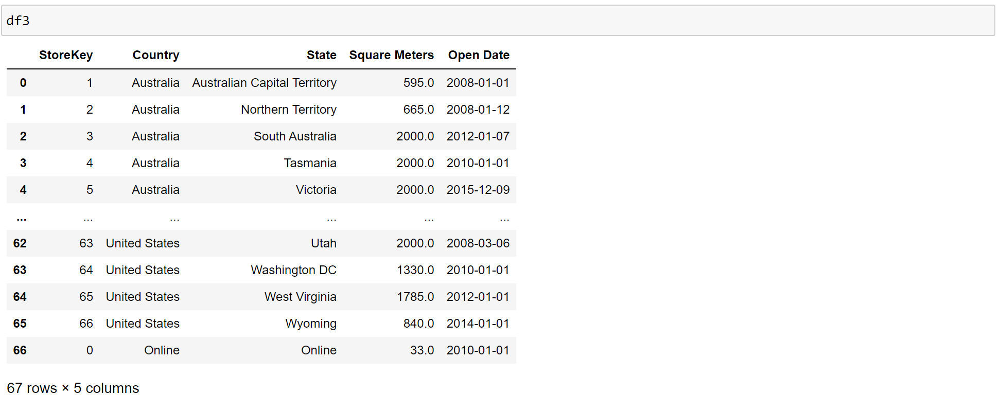 df3
StoreKey Country State Square Meters Open Date
0 1 Australia Australian Capital Territory 595.0 2008-01-01
1 2 Australia Northern Territory 665.0 2008-01-12
2 3 Australia South Australia 2000.0 2012-01-07
3 4 Australia Tasmania 2000.0 2010-01-01
4 5 Australia Victoria 2000.0 2015-12-09
... ... ... ... ... ...
62 63 United States Utah 2000.0 2008-03-06
63 64 United States Washington DC 1330.0 2010-01-01
64 65 United States West Virginia 1785.0 2012-01-01
65 66 United States Wyoming 840.0 2014-01-01
66 0 Online Online 33.0 2010-01-01
67 rows × 5 columns